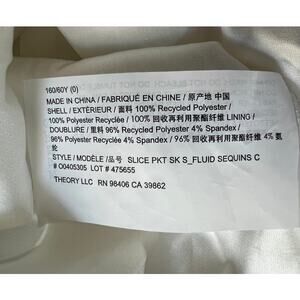 160/60Y (0)
MADE IN CHINA / FABRIQUÉ EN CHINE / 原产地 中国
SHELL / EXTÉRIEUR / 面料 100% Recycled Polyester /
100% Polyester Recyclée / 100% 回收再利用聚酯纤维 LINING /
DOUBLURE / 里料 96% Recycled Polyester 4% Spandex /
96% Polyester Recyclée 4% Spandex / 96% 回收再利用聚酯纤维 4% 氨
纶
STYLE / MODÈLE /品号 SLICE PKT SK S_FLUID SEQUINS C
# O0405305 LOT # 475655
THEORY LLC RN 98406 CA 39862